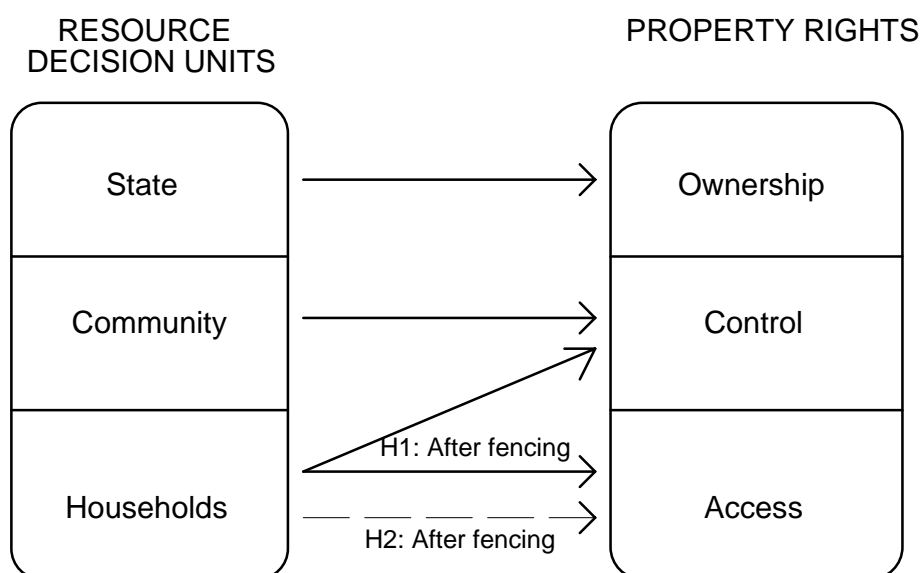 RESOURCE
DECISION UNITS
PROPERTY RIGHTS
State
Ownership
Community
Control
H1: After fencing
Households
Access
H2: After fencing